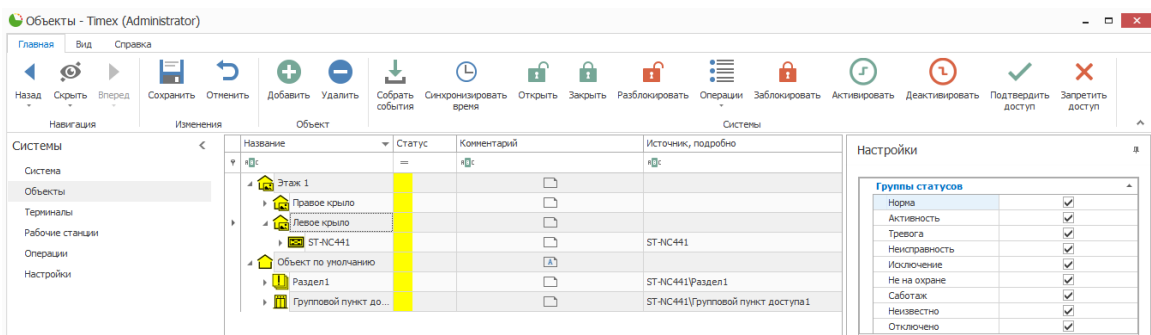 Объекты - Timex (Administrator)
Главная Вид Справка
Назад Скрыть Вперед Сохранить Отменить Добавить Удалить Собрать события Синхронизировать время Открыть Закрыть Разблокировать Операции Заблокировать Активировать Деактивировать Подтвердить доступ Запретить доступ
Навигация Изменения Объект Системы
Системы
Система
Объекты
Терминалы
Рабочие станции
Операции
Настройки
Название Статус Комментарий Источник, подробно
Этаж 1
Правое крыло
Левое крыло
ST-NC441 ST-NC441
Объект по умолчанию
Раздел1 ST-NC441\Раздел1
Групповой пункт до... ST-NC441\Групповой пункт доступа1
Настройки
Группы статусов
Норма
Активность
Тревога
Неисправность
Исключение
Не на охране
Саботаж
Неизвестно
Отключено